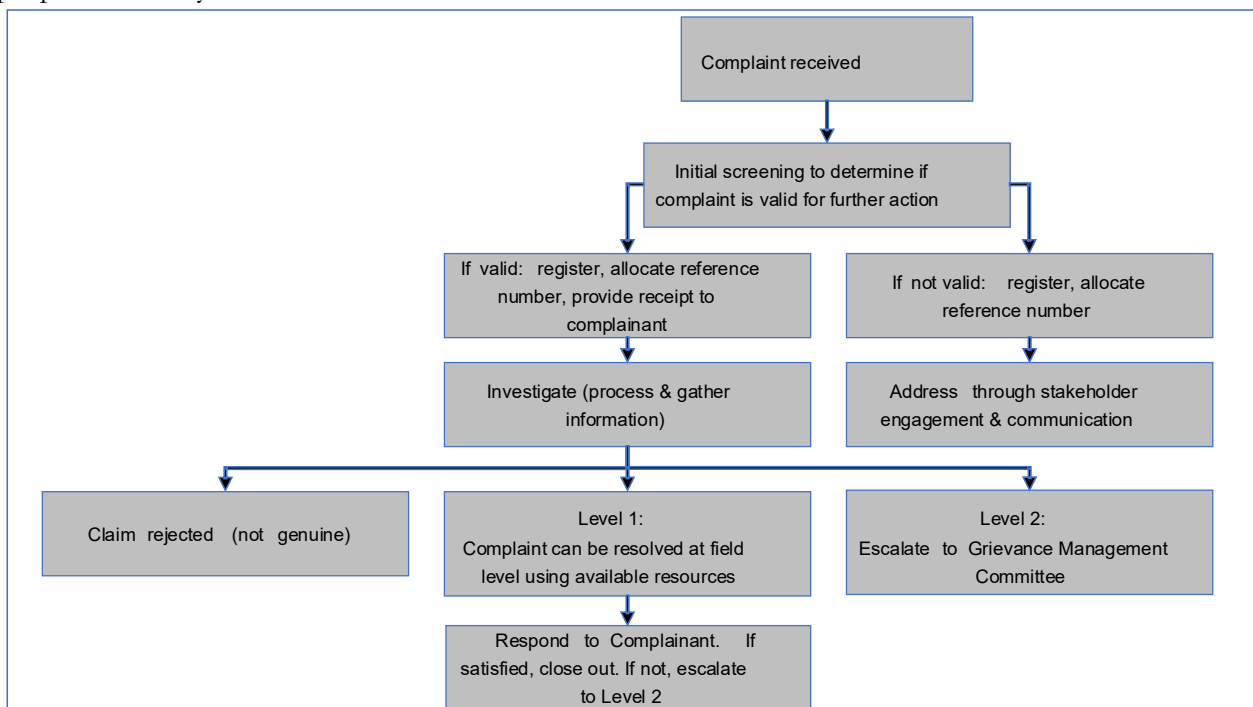 Complaint received
Initial screening to determine if
complaint is valid for further action
If valid: register, allocate reference
number, provide receipt to
complainant
If not valid: register, allocate
reference number
Investigate (process & gather
information)
Address through stakeholder
engagement & communication
Claim rejected (not genuine)
Level 1:
Complaint can be resolved at field
level using available resources
Level 2:
Escalate to Grievance Management
Committee
Respond to Complainant. If
satisfied, close out. If not, escalate
to Level 2